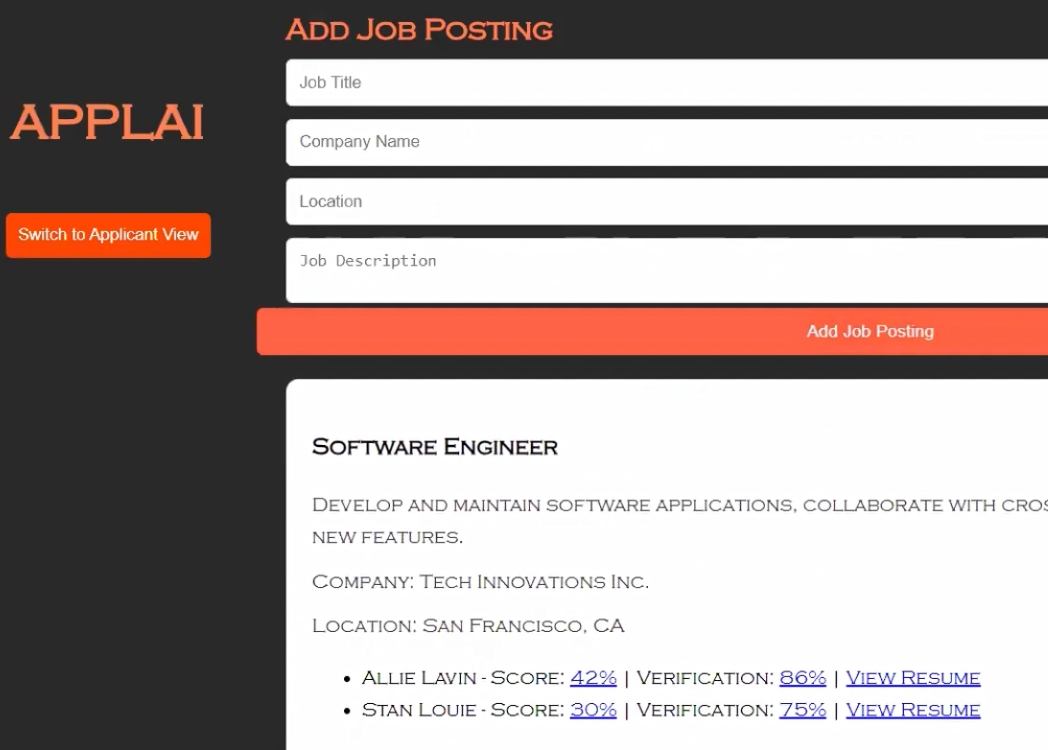 Add Job Posting
Job Title
APPLAI
Company Name
Location
Switch to Applicant View
Job Description
Add Job Posting
Software Engineer
Develop and maintain software applications, collaborate with
new features.
Company: Tech Innovations Inc.
Location: San Francisco, CA
• Allie Lavin - Score: 42% | Verification: 86% | View Resume
• Stan Louie - Score: 30% | Verification: 75% | View Resume